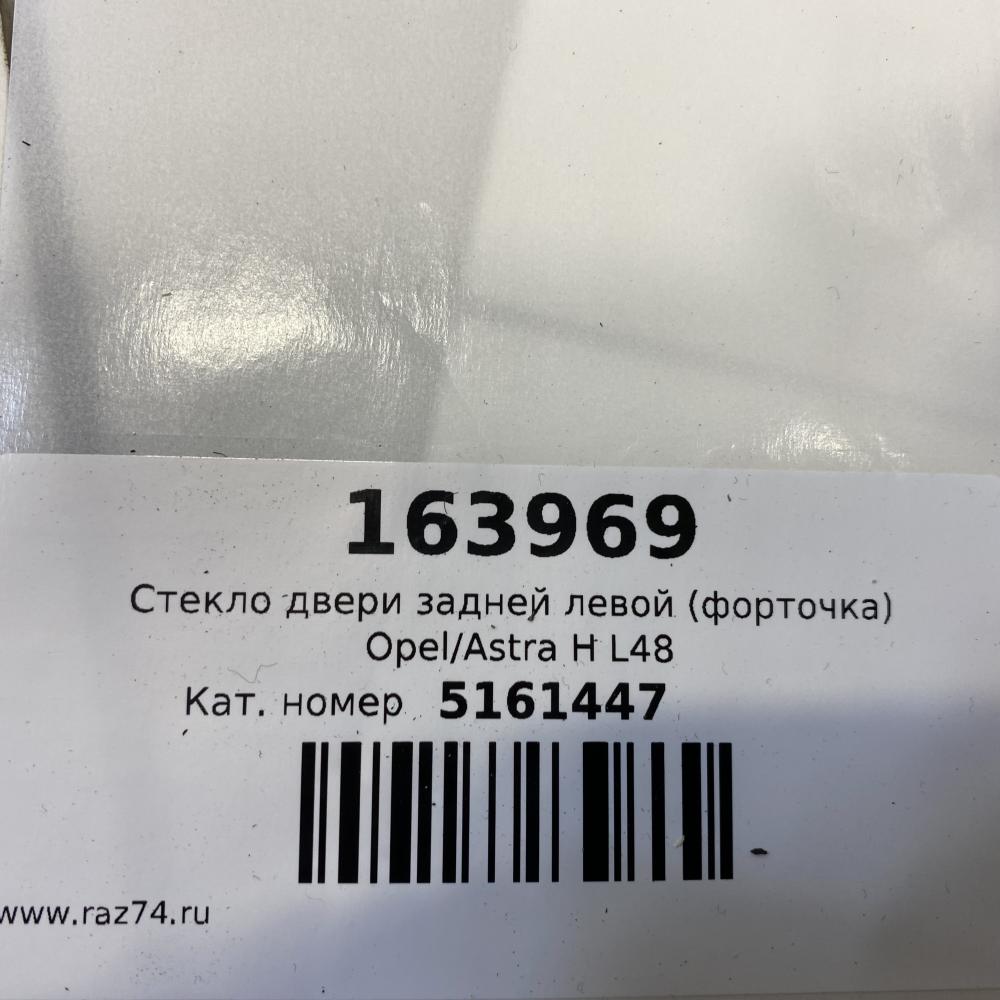 163969
Стекло двери задней левой (форточка)
Opel/Astra H L48
Кат. номер 5161447
www.raz74.ru